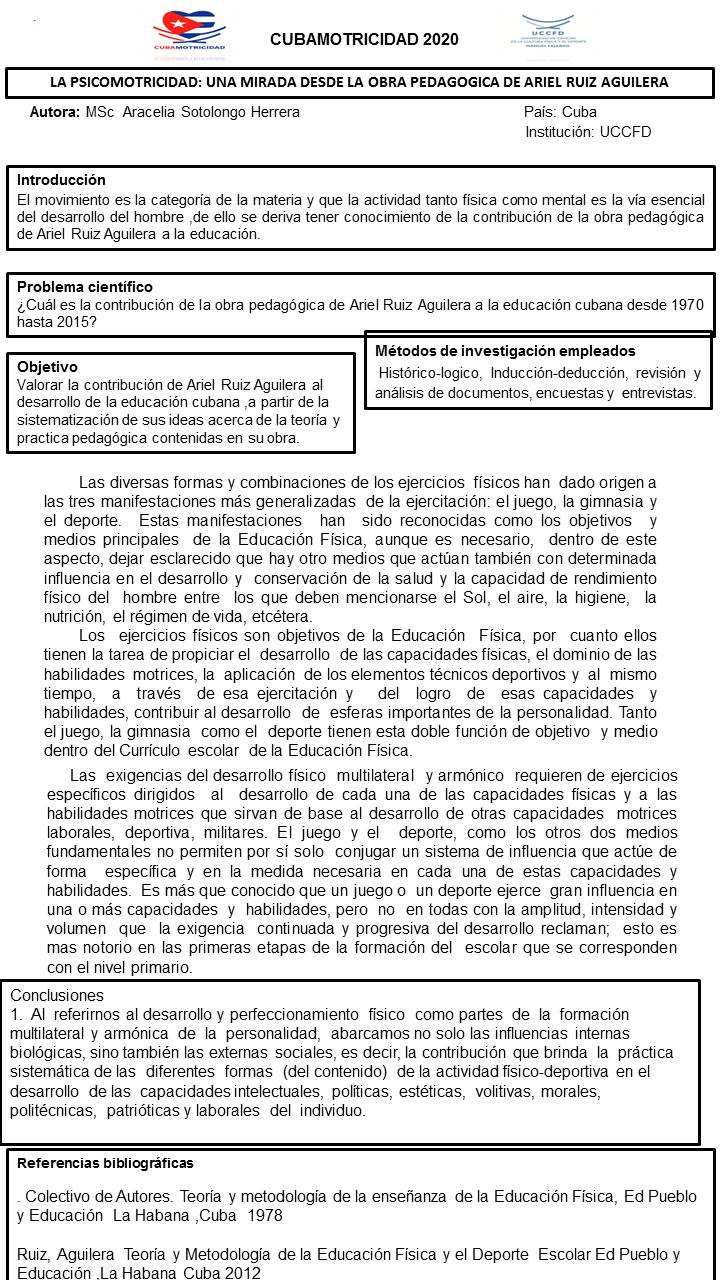 CUBAMOTRICIDAD
CUBAMOTRICIDAD 2020
UCCFD
UNIVERSIDAD DE CIENCIAS
DE LA CULTURA FÍSICA Y EL DEPORTE
MANUEL FAJARDO
LA PSICOMOTRICIDAD: UNA MIRADA DESDE LA OBRA PEDAGOGICA DE ARIEL RUIZ AGUILERA
Autora: MSc Aracelia Sotolongo Herrera
País: Cuba
Institución: UCCFD
Introducción
El movimiento es la categoría de la materia y que la actividad tanto física como mental es la vía esencial
del desarrollo del hombre ,de ello se deriva tener conocimiento de la contribución de la obra pedagógica
de Ariel Ruiz Aguilera a la educación.
Problema científico
¿Cuál es la contribución de la obra pedagógica de Ariel Ruiz Aguilera a la educación cubana desde 1970
hasta 2015?
Métodos de investigación empleados
Histórico-logico, Inducción-deducción, revisión y
análisis de documentos, encuestas y entrevistas.
Objetivo
Valorar la contribución de Ariel Ruiz Aguilera al
desarrollo de la educación cubana ,a partir de la
sistematización de sus ideas acerca de la teoría y
practica pedagógica contenidas en su obra.
Las diversas formas y combinaciones de los ejercicios físicos han dado origen a
las tres manifestaciones más generalizadas de la ejercitación: el juego, la gimnasia y
el deporte. Estas manifestaciones han sido reconocidas como los objetivos y
medios principales de la Educación Física, aunque es necesario, dentro de este
aspecto, dejar esclarecido que hay otro medios que actúan también con determinada
influencia en el desarrollo y conservación de la salud y la capacidad de rendimiento
físico del hombre entre los que deben mencionarse el Sol, el aire, la higiene, la
nutrición, el régimen de vida, etcétera.
Los ejercicios físicos son objetivos de la Educación Física, por cuanto ellos
tienen la tarea de propiciar el desarrollo de las capacidades físicas, el dominio de las
habilidades motrices, la aplicación de los elementos técnicos deportivos y al mismo
tiempo, a través de esa ejercitación y del logro de esas capacidades y
habilidades, contribuir al desarrollo de esferas importantes de la personalidad. Tanto
el juego, la gimnasia como el deporte tienen esta doble función de objetivo y medio
dentro del Currículo escolar de la Educación Física.
Las exigencias del desarrollo físico multilateral y armónico requieren de ejercicios
específicos dirigidos al desarrollo de cada una de las capacidades físicas y a las
habilidades motrices que sirvan de base al desarrollo de otras capacidades motrices
laborales, deportiva, militares. El juego y el deporte, como los otros dos medios
fundamentales no permiten por sí solo conjugar un sistema de influencia que actúe de
forma específica y en la medida necesaria en cada una de estas capacidades y
habilidades. Es más que conocido que un juego o un deporte ejerce gran influencia en
una o más capacidades y habilidades, pero no en todas con la amplitud, intensidad y
volumen que la exigencia continuada y progresiva del desarrollo reclaman; esto es
mas notorio en las primeras etapas de la formación del escolar que se corresponden
con el nivel primario.
Conclusiones
1. Al referirnos al desarrollo y perfeccionamiento físico como partes de la formación
multilateral y armónica de la personalidad, abarcamos no solo las influencias internas
biológicas, sino también las externas sociales, es decir, la contribución que brinda la práctica
sistemática de las diferentes formas (del contenido) de la actividad físico-deportiva en el
desarrollo de las capacidades intelectuales, políticas, estéticas, volitivas, morales,
politécnicas, patrióticas y laborales del individuo.
Referencias bibliográficas
. Colectivo de Autores. Teoría y metodología de la enseñanza de la Educación Física, Ed Pueblo
y Educación La Habana ,Cuba 1978
Ruiz, Aguilera Teoría y Metodología de la Educación Física y el Deporte Escolar Ed Pueblo y
Educación ,La Habana Cuba 2012